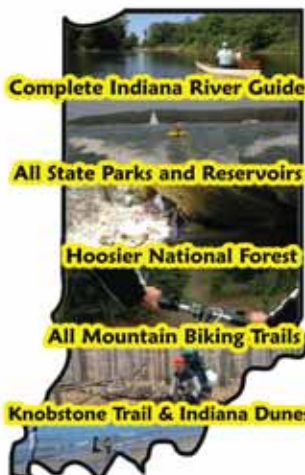 Complete Indiana River Guide
All State Parks and Reservoirs
Hoosier National Forest
All Mountain Biking Trails
Knobstone Trail & Indiana Dunes